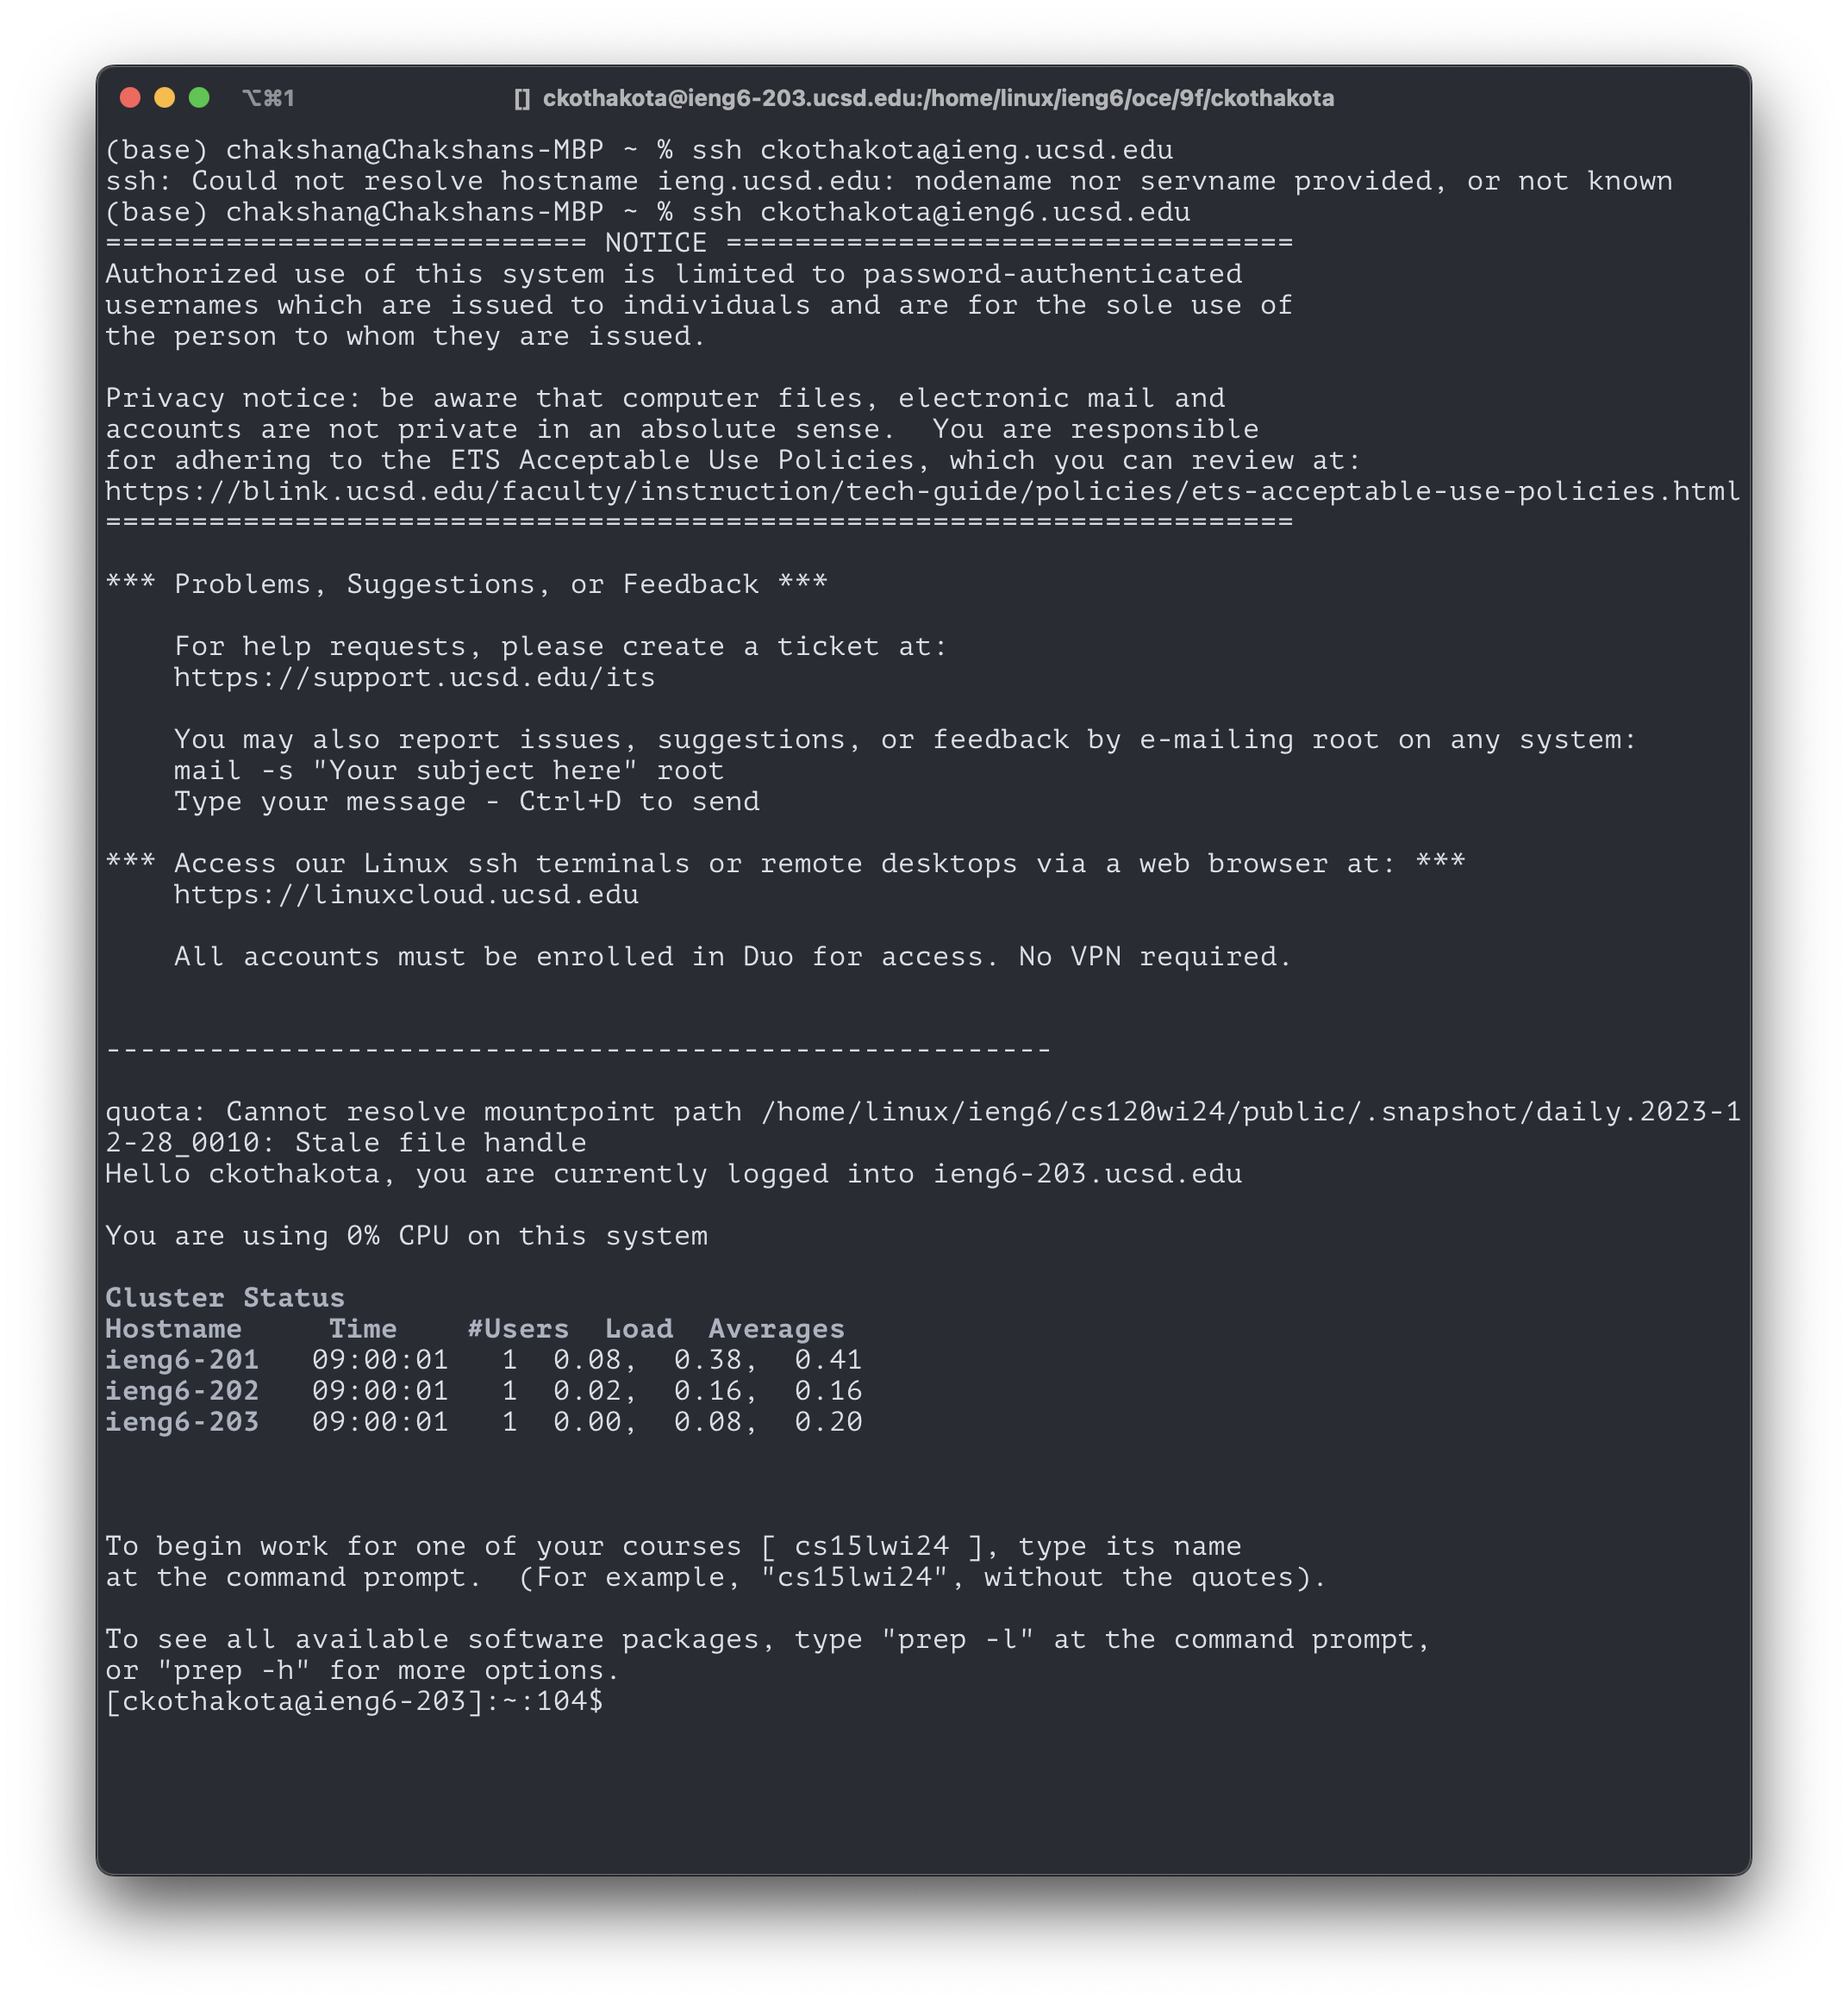 ⌥⌘1 [] ckothakota@ieng6-203.ucsd.edu:/home/linux/ieng6/oce/9f/ckothakota
(base) chakshan@Chakshans-MBP ~ % ssh ckothakota@ieng.ucsd.edu
ssh: Could not resolve hostname ieng.ucsd.edu: nodename nor servname provided, or not known
(base) chakshan@Chakshans-MBP ~ % ssh ckothakota@ieng6.ucsd.edu
============================ NOTICE =================================
Authorized use of this system is limited to password-authenticated
usernames which are issued to individuals and are for the sole use of
the person to whom they are issued.

Privacy notice: be aware that computer files, electronic mail and
accounts are not private in an absolute sense.  You are responsible
for adhering to the ETS Acceptable Use Policies, which you can review at:
https://blink.ucsd.edu/faculty/instruction/tech-guide/policies/ets-acceptable-use-policies.html
=====================================================================

*** Problems, Suggestions, or Feedback ***

    For help requests, please create a ticket at:
    https://support.ucsd.edu/its

    You may also report issues, suggestions, or feedback by e-mailing root on any system:
    mail -s "Your subject here" root
    Type your message - Ctrl+D to send

*** Access our Linux ssh terminals or remote desktops via a web browser at: ***
    https://linuxcloud.ucsd.edu

    All accounts must be enrolled in Duo for access. No VPN required.

-------------------------------------------------------

quota: Cannot resolve mountpoint path /home/linux/ieng6/cs120wi24/public/.snapshot/daily.2023-1
2-28_0010: Stale file handle
Hello ckothakota, you are currently logged into ieng6-203.ucsd.edu

You are using 0% CPU on this system

Cluster Status
Hostname     Time    #Users  Load  Averages
ieng6-201   09:00:01   1  0.08,  0.38,  0.41
ieng6-202   09:00:01   1  0.02,  0.16,  0.16
ieng6-203   09:00:01   1  0.00,  0.08,  0.20

To begin work for one of your courses [ cs15lwi24 ], type its name
at the command prompt.  (For example, "cs15lwi24", without the quotes).

To see all available software packages, type "prep -l" at the command prompt,
or "prep -h" for more options.
[ckothakota@ieng6-203]:~:104$